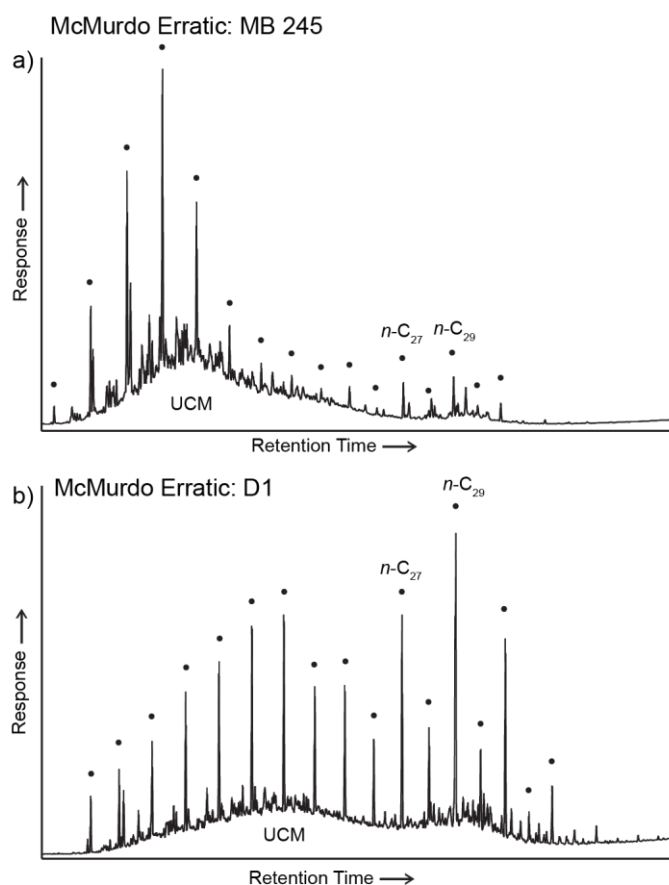 McMurdo Erratic: MB 245
a)
n-C₂₇
n-C₂₉
Response
UCM
Retention Time
b)
McMurdo Erratic: D1
n-C₂₉
n-C₂₇
Response
UCM
Retention Time